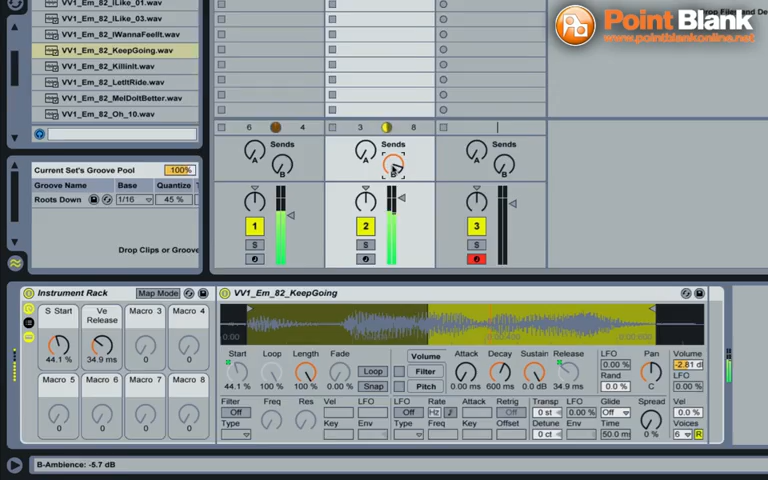 VV1_Em_82_ILike_01.wav
VV1_Em_82_ILike_03.wav
VV1_Em_82_IWannaFeelIt.wav
VV1_Em_82_KeepGoing.wav
VV1_Em_82_KillinIt.wav
VV1_Em_82_LetItRide.wav
VV1_Em_82_MelDoItBetter.wav
VV1_Em_82_Oh_10.wav
Point Blank
www.pointblankonline.net
6 4 3 8
Sends Sends Sends
A A A
B B B
Current Set's Groove Pool 100%
Groove Name Base Quantize
Roots Down 1/16 45 %
Drop Clips or Groove
1 2 3
S S S
Instrument Rack Map Mode
S Start Ve Release Macro 3 Macro 4
44.1 % 34.9 ms 0 0
Macro 5 Macro 6 Macro 7 Macro 8
0 0 0 0
VV1_Em_82_KeepGoing
0:00
Start Loop Length Fade Loop Snap
44.1 % 100 % 100 % 0.00 %
Volume Filter Pitch
Attack Decay Sustain Release
0.00 ms 600 ms 0.0 dB 34.9 ms
LFO 0.00 % Rand 0.0 %
Pan C
Volume -2.81 d
Filter Off Type Freq Res Vel Key LFO Env
LFO Off Type Rate Hz Freq Attack Key Retrig Off Offset
Transp 0 st Detune 0 ct LFO 0.00 % Env
Glide Off Time 50.0 m
Spread 0 %
Vel 0.0 % Voices 6 R
B-Ambience: -5.7 dB